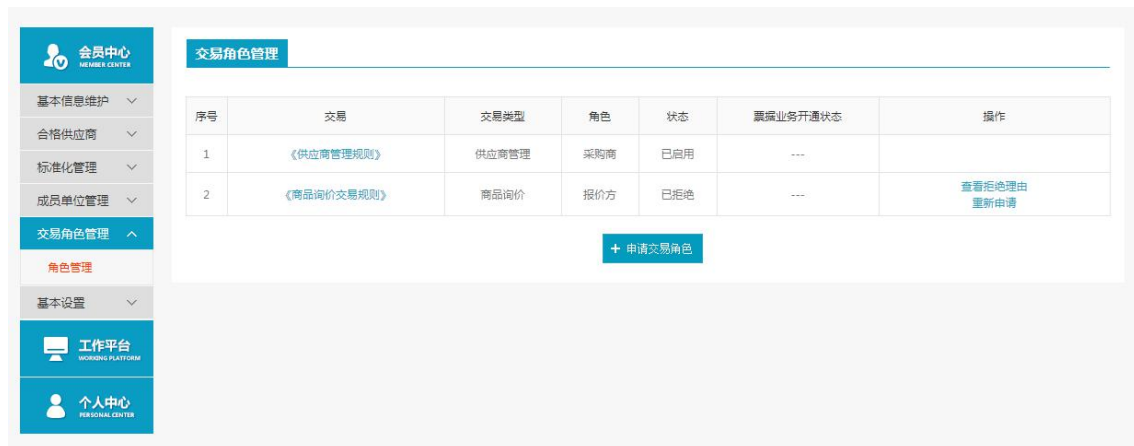 会员中心
MEMBER CENTER
基本信息维护
合格供应商
标准化管理
成员单位管理
交易角色管理
角色管理
基本设置
工作平台
WORKING PLATFORM
个人中心
PERSONAL CENTER
交易角色管理
序号 交易 交易类型 角色 状态 票据业务开通状态 操作
1 《供应商管理规则》 供应商管理 采购商 已启用 ---
2 《商品询价交易规则》 商品询价 报价方 已拒绝 --- 查看拒绝理由
重新申请
+ 申请交易角色